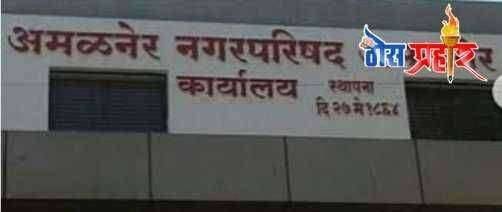 अमळनेर नगरपरिषद
ठोस प्रहार
कार्यालय स्थापना
दि २७ मे १८६४